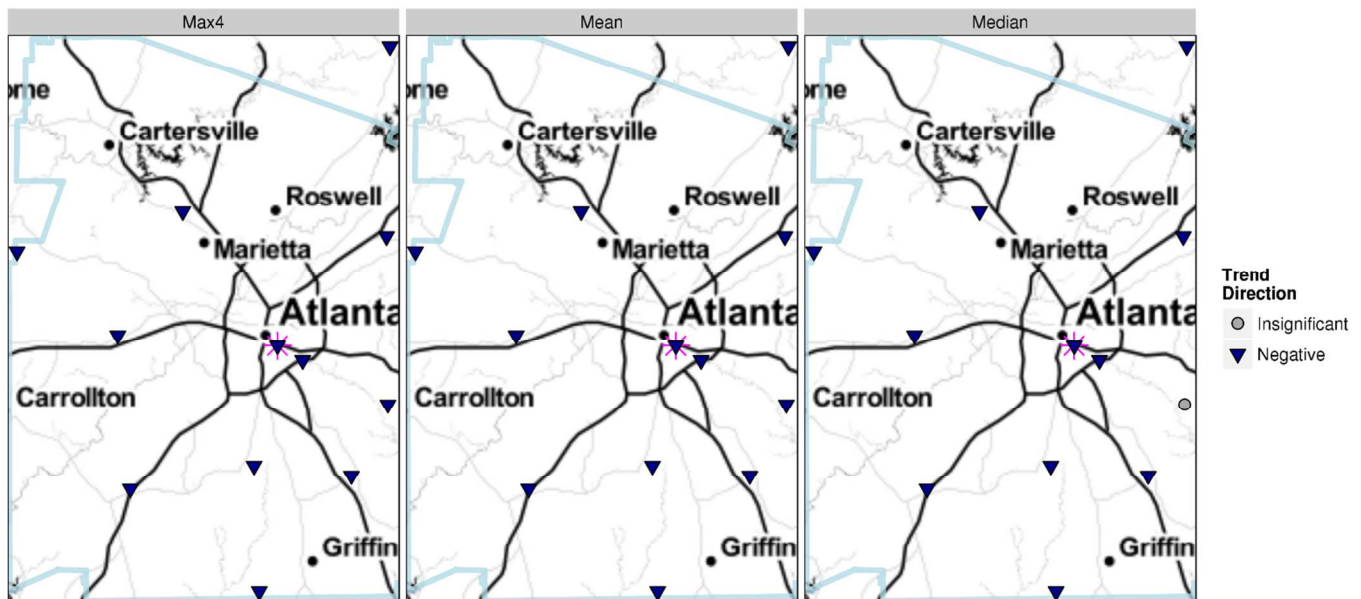 Max4
Mean
Median
ome
Cartersville
Roswell
Marietta
Atlanta
Carrollton
Griffin
ome
Cartersville
Roswell
Marietta
Atlanta
Carrollton
Griffin
ome
Cartersville
Roswell
Marietta
Atlanta
Carrollton
Griffin
Trend
Direction
Insignificant
Negative